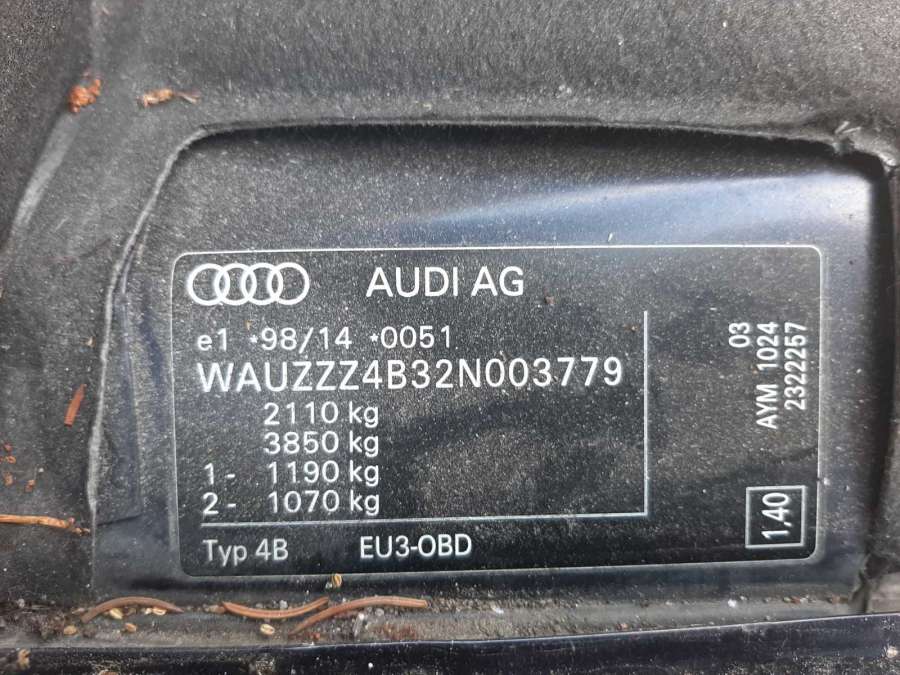 AUDI AG
e1 *98/14 *0051
WAUZZZ4B32N003779
2110 kg
3850 kg
1- 1190 kg
2- 1070 kg
Typ 4B EU3-OBD
03
AYM 1024
2322257
1.40